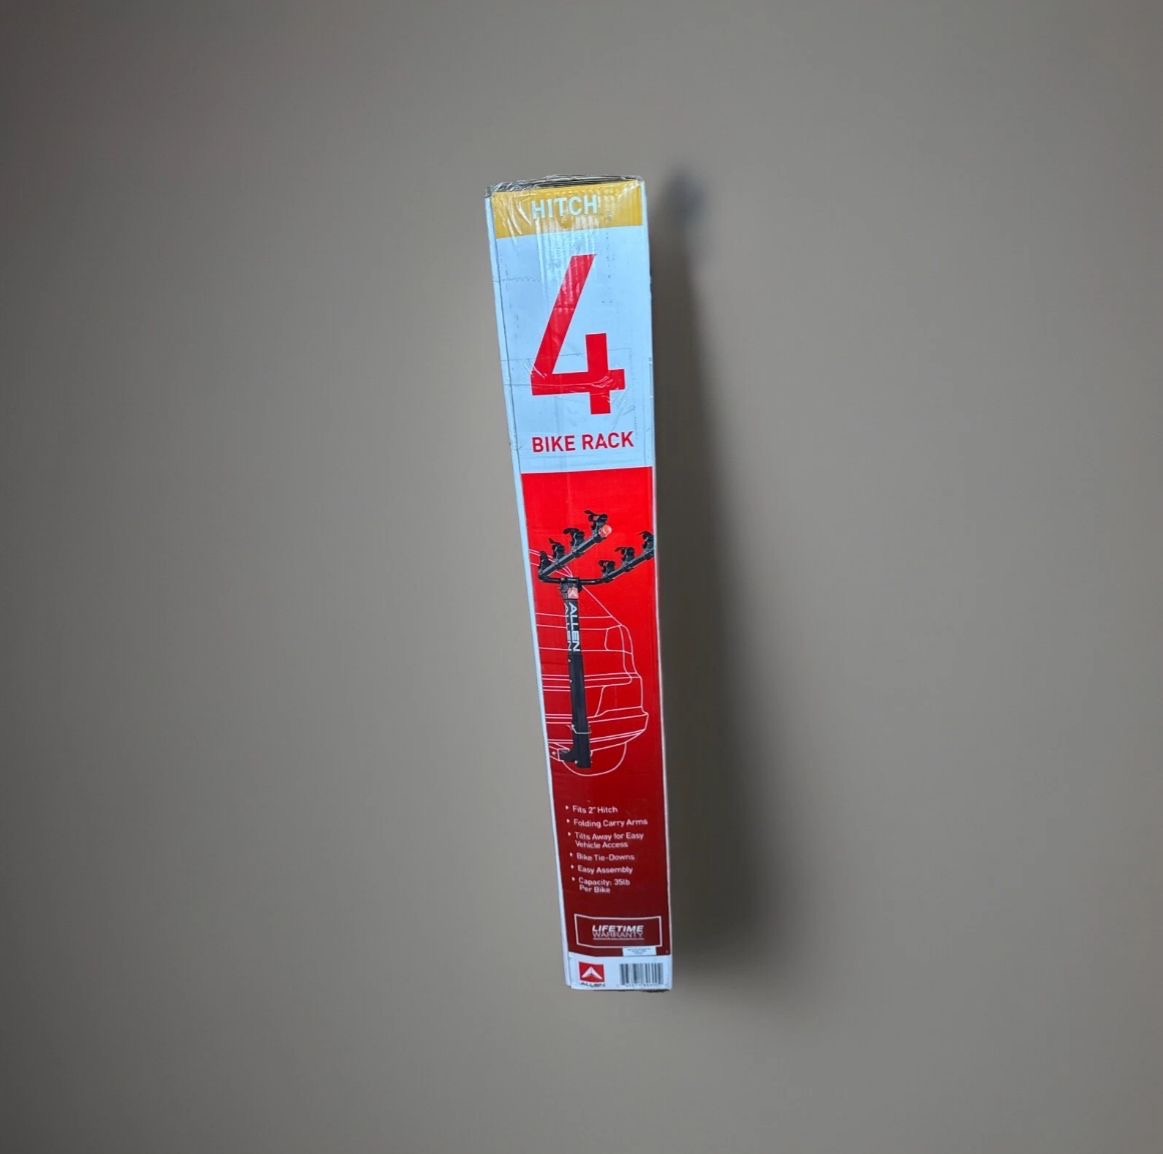 HITCH
4
BIKE RACK
ALLEN
Fits 2" Hitch
Folding Carry Arms
Tilts Away for Easy
Vehicle Access
Bike Tie-Downs
Easy Assembly
Capacity: 35lb
Per Bike
LIFETIME
WARRANTY
ALLEN